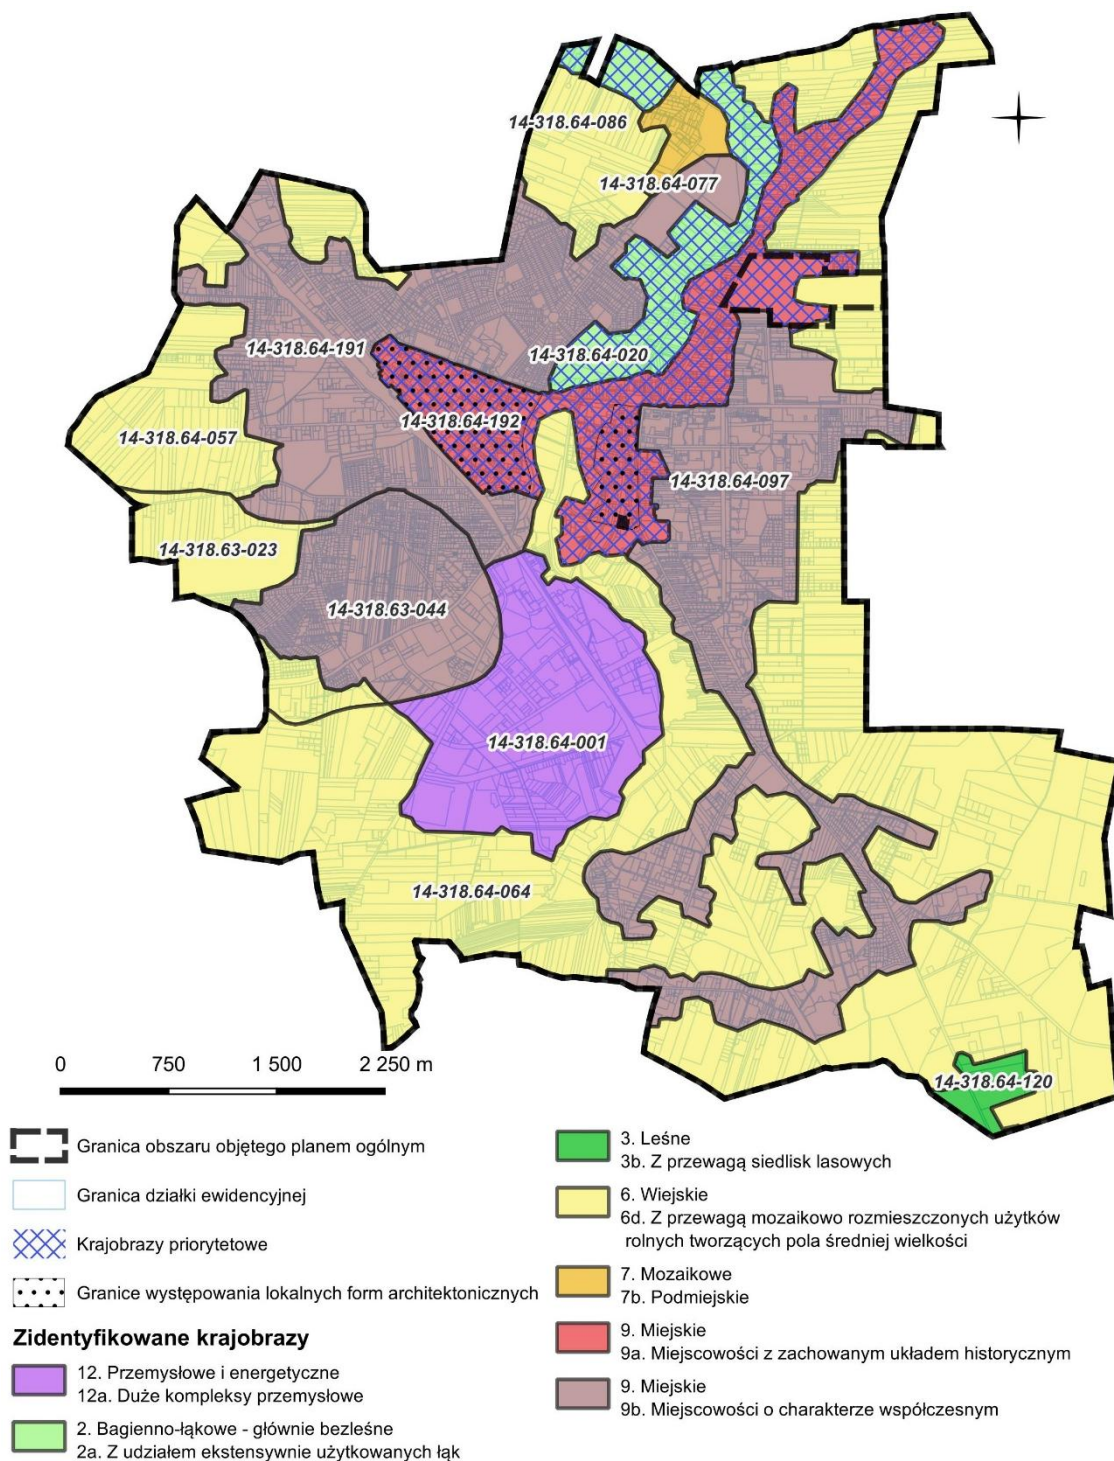 14-318.64-086
14-318.64-077
14-318.64-191
14-318.64-020
14-318.64-192
14-318.64-057
14-318.64-097
14-318.63-023
14-318.63-044
14-318.64-001
14-318.64-064
14-318.64-120
0 750 1 500 2 250 m
Granica obszaru objętego planem ogólnym
Granica działki ewidencyjnej
Krajobrazy priorytetowe
Granice występowania lokalnych form architektonicznych
Zidentyfikowane krajobrazy
12. Przemysłowe i energetyczne
12a. Duże kompleksy przemysłowe
2. Bagienno-łąkowe - głównie bezleśne
2a. Z udziałem ekstensywnie użytkowanych łąk
3. Leśne
3b. Z przewagą siedlisk lasowych
6. Wiejskie
6d. Z przewagą mozaikowo rozmieszczonych użytków
rolnych tworzących pola średniej wielkości
7. Mozaikowe
7b. Podmiejskie
9. Miejskie
9a. Miejscowości z zachowanym układem historycznym
9. Miejskie
9b. Miejscowości o charakterze współczesnym